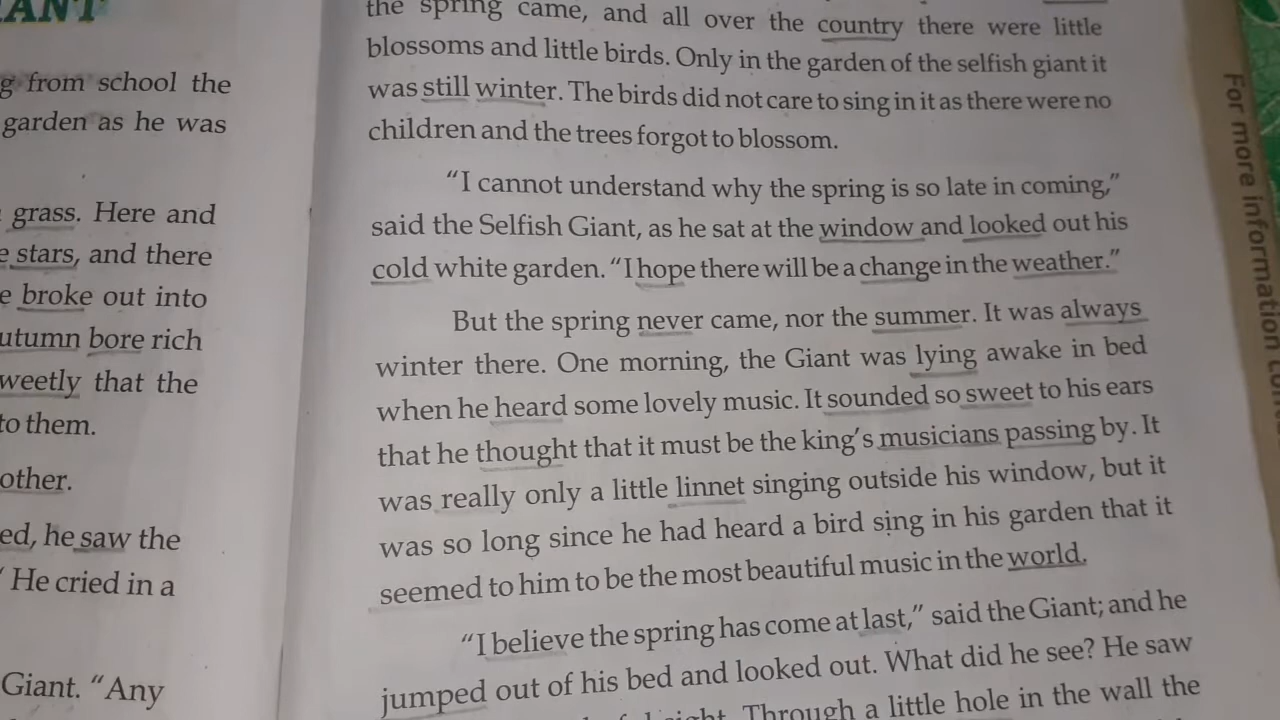 ANT
g from school the
garden as he was
grass. Here and
e stars, and there
e broke out into
utumn bore rich
weetly that the
to them.
other.
ed, he saw the
He cried in a
Giant. “Any
the spring came, and all over the country there were little
blossoms and little birds. Only in the garden of the selfish giant it
was still winter. The birds did not care to sing in it as there were no
children and the trees forgot to blossom.
“I cannot understand why the spring is so late in coming,”
said the Selfish Giant, as he sat at the window and looked out his
cold white garden. “I hope there will be a change in the weather.”
But the spring never came, nor the summer. It was always
winter there. One morning, the Giant was lying awake in bed
when he heard some lovely music. It sounded so sweet to his ears
that he thought that it must be the king’s musicians passing by. It
was really only a little linnet singing outside his window, but it
was so long since he had heard a bird sing in his garden that it
seemed to him to be the most beautiful music in the world.
“I believe the spring has come at last,” said the Giant; and he
jumped out of his bed and looked out. What did he see? He saw
Through a little hole in the wall the
For more information